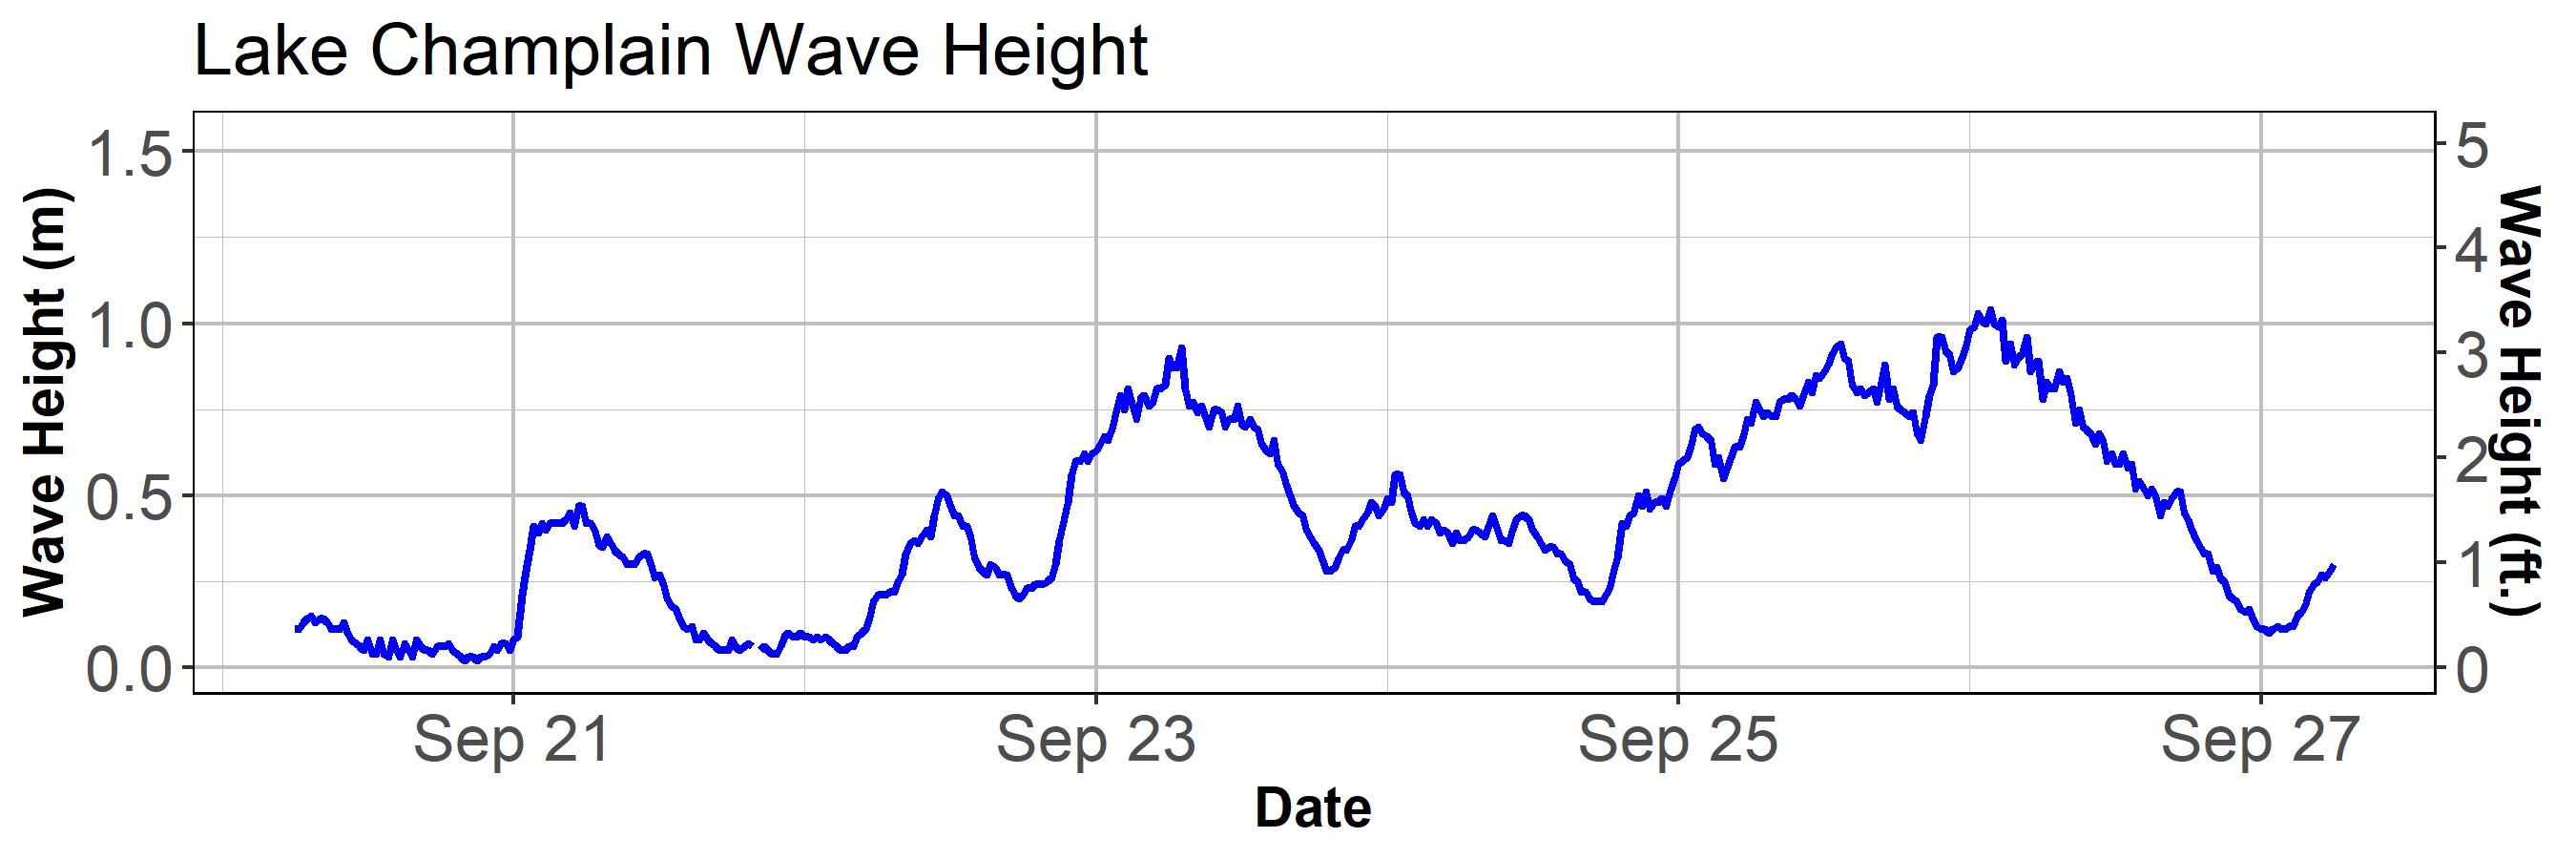 Lake Champlain Wave Height
Wave Height (m)
1.5
1.0
0.5
0.0
5
4
3
2
1
0
Wave Height (ft.)
Sep 21
Sep 23
Sep 25
Sep 27
Date